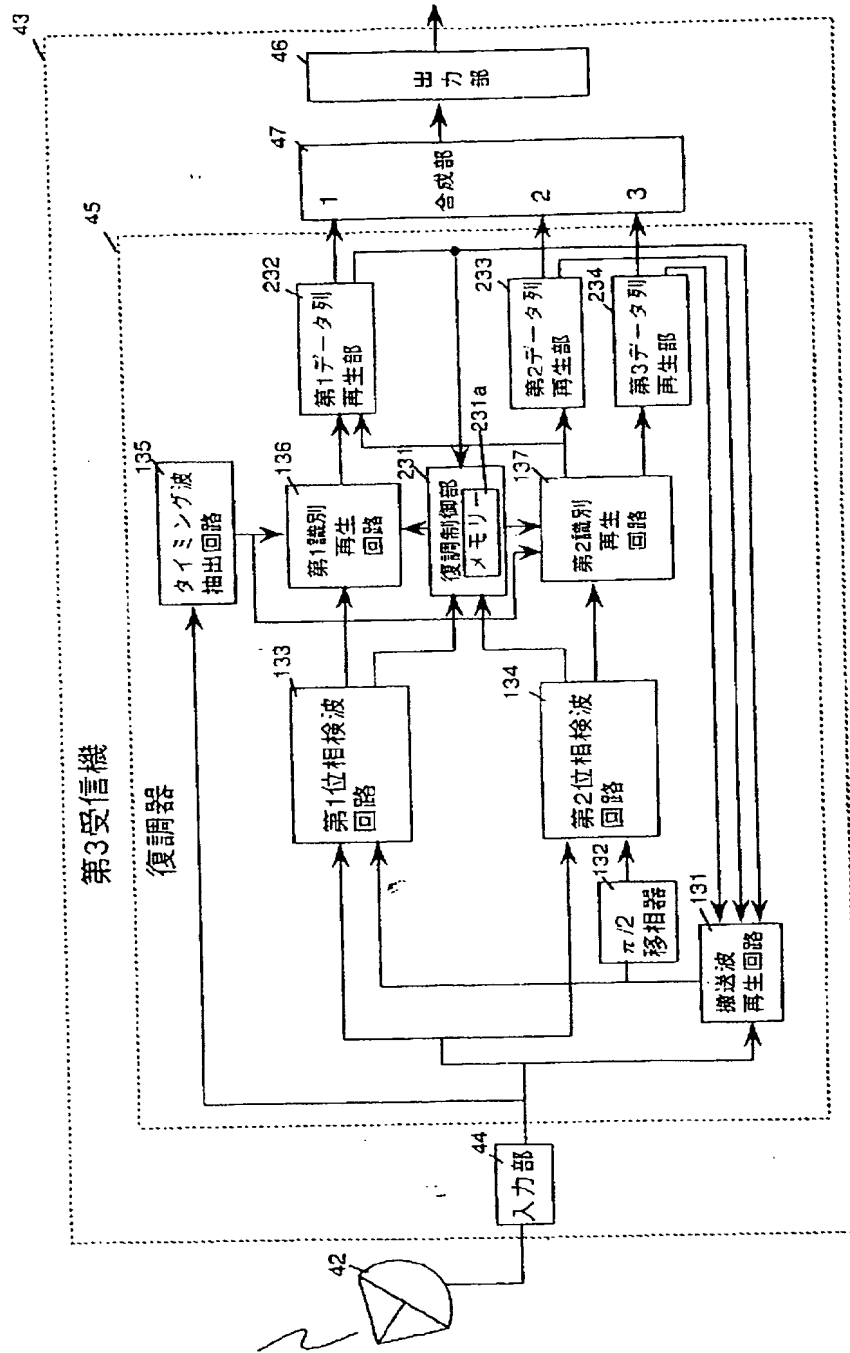 43
第3受信機
45
復調器
42
44
入力部
135
タイミング波
抽出回路
133
第1位相検波
回路
136
第1識別
再生
回路
232
第1データ列
再生部
231
復調制御部
231a
メモリー
134
第2位相検波
回路
137
第2識別
再生
回路
233
第2データ列
再生部
234
第3データ列
再生部
132
π/2
移相器
131
搬送波
再生回路
47
合成部
1
2
3
46
出力部